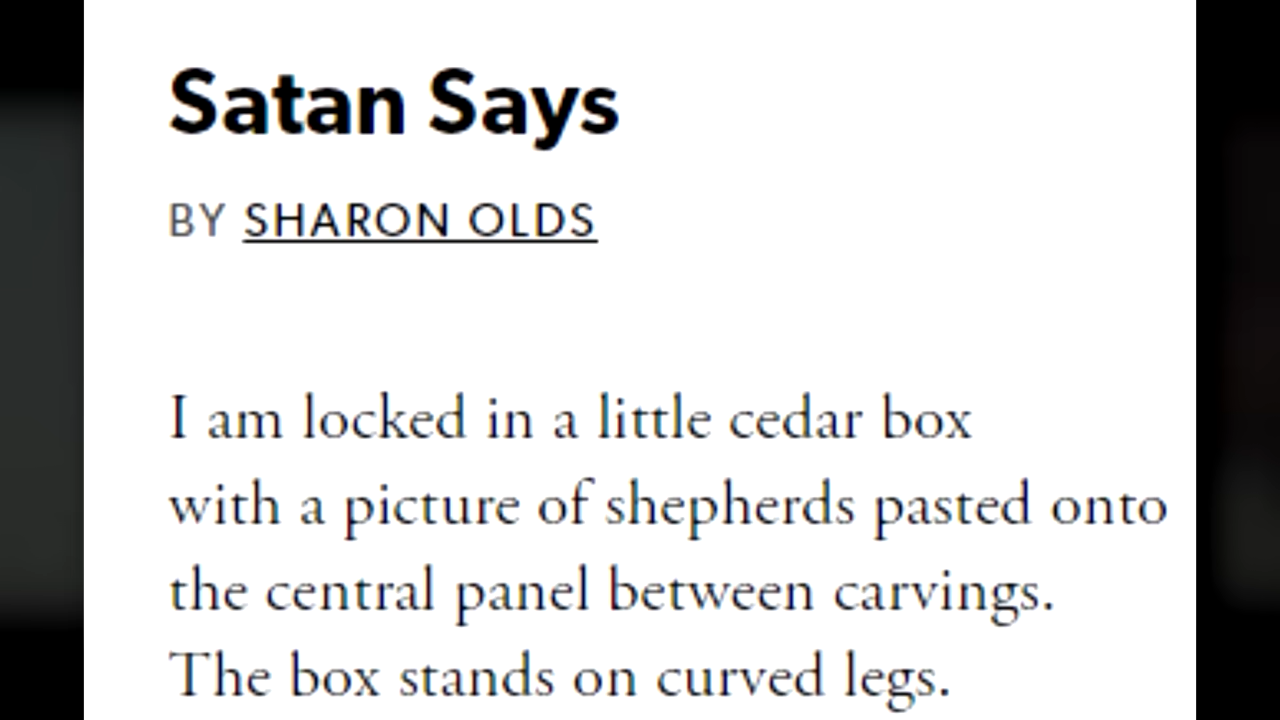 Satan Says
BY SHARON OLDS
I am locked in a little cedar box
with a picture of shepherds pasted onto
the central panel between carvings.
The box stands on curved legs.